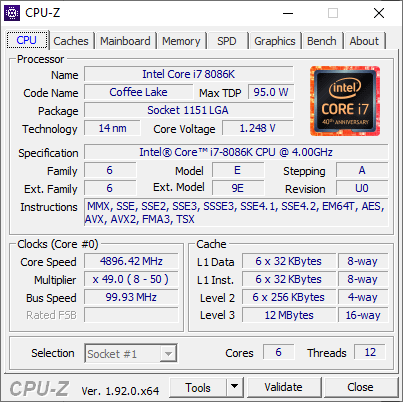 CPU-Z
CPU Caches Mainboard Memory SPD Graphics Bench About
Processor
Name Intel Core i7 8086K
Code Name Coffee Lake Max TDP 95.0 W
Package Socket 1151 LGA
Technology 14 nm Core Voltage 1.248 V
intel
CORE i7
40th ANNIVERSARY
Specification Intel® Core™ i7-8086K CPU @ 4.00GHz
Family 6 Model E Stepping A
Ext. Family 6 Ext. Model 9E Revision U0
Instructions MMX, SSE, SSE2, SSE3, SSSE3, SSE4.1, SSE4.2, EM64T, AES,
AVX, AVX2, FMA3, TSX
Clocks (Core #0)
Core Speed 4896.42 MHz
Multiplier x 49.0 ( 8 - 50 )
Bus Speed 99.93 MHz
Rated FSB
Cache
L1 Data 6 x 32 KBytes 8-way
L1 Inst. 6 x 32 KBytes 8-way
Level 2 6 x 256 KBytes 4-way
Level 3 12 MBytes 16-way
Selection Socket #1 Cores 6 Threads 12
CPU-Z Ver. 1.92.0.x64 Tools Validate Close